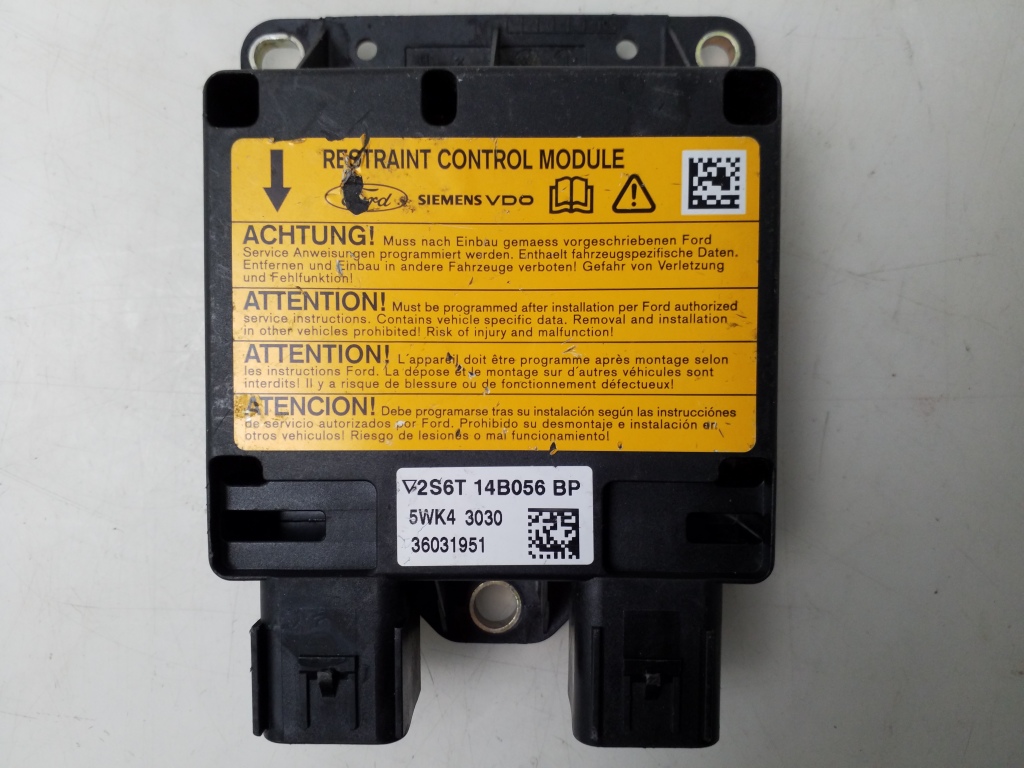 RESTRAINT CONTROL MODULE
Ford ® SIEMENS VDO
ACHTUNG! Muss nach Einbau gemaess vorgeschriebenen Ford
Service Anweisungen programmiert werden. Enthaelt fahrzeugspezifische Daten.
Entfernen und Einbau in andere Fahrzeuge verboten! Gefahr von Verletzung
und Fehlfunktion!
ATTENTION! Must be programmed after installation per Ford authorized
service instructions. Contains vehicle specific data. Removal and installation
in other vehicles prohibited! Risk of injury and malfunction!
ATTENTION! L'appareil doit être programme après montage selon
les instructions Ford. La dépose et le montage sur d'autres véhicules sont
interdits! Il y a risque de blessure ou de fonctionnement défectueux!
ATENCION! Debe programarse tras su instalación según las instrucciónes
de servicio autorizados por Ford. Prohibido su desmontaje e instalación en
otros vehiculos! Riesgo de lesiones o mal funcionamiento!
2S6T 14B056 BP
5WK4 3030
36031951